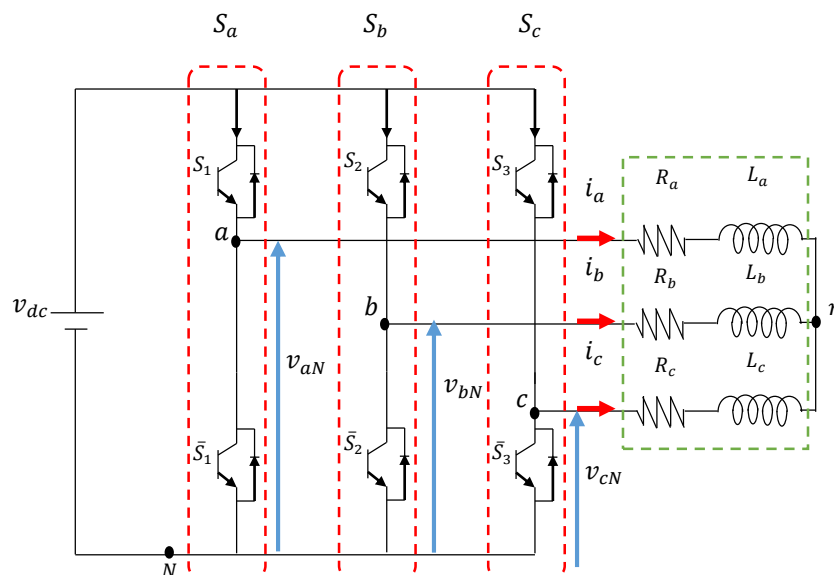 S_a S_b S_c
S_1 S_2 S_3
i_a R_a L_a
a
i_b R_b L_b
v_dc
b n
v_aN v_bN i_c R_c L_c
c
S̄_1 S̄_2 S̄_3
v_cN
N